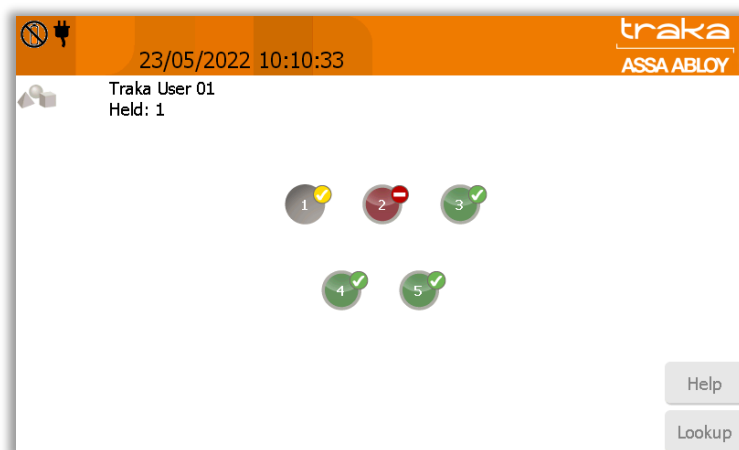 traka
23/05/2022 10:10:33
ASSA ABLOY
Traka User 01
Held: 1
1 2 3
4 5
Help
Lookup